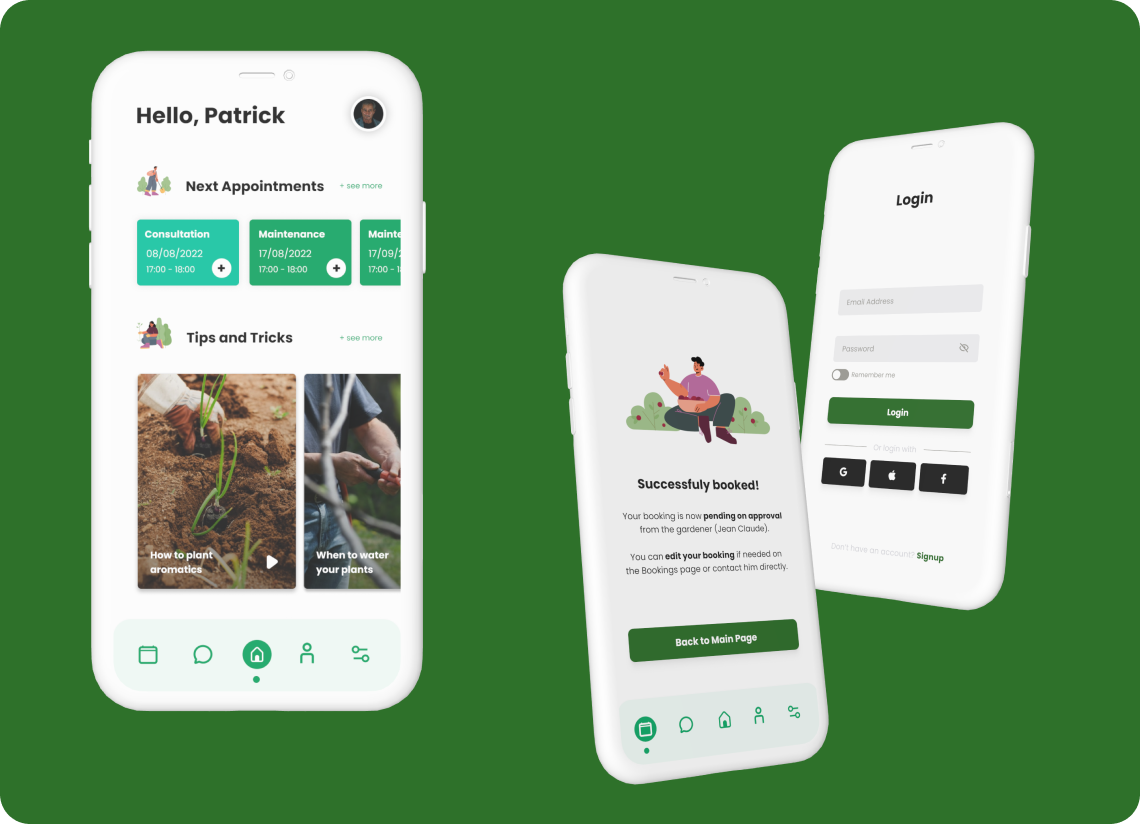 Hello, Patrick
Next Appointments
+ see more
Consultation
08/08/2022
17:00 - 18:00
Maintenance
17/08/2022
17:00 - 18:00
Mainte
17/09/2
17:00 - 1
Tips and Tricks
+ see more
How to plant
aromatics
When to water
your plants
Successfuly booked!
Your booking is now pending on approval
from the gardener (Jean Claude).
You can edit your booking if needed on
the Bookings page or contact him directly.
Back to Main Page
Login
Email Address
Password
Remember me
Login
Or login with
G
f
Don't have an account? Signup